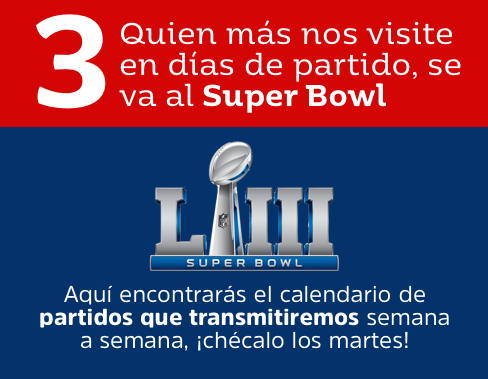 3
Quien más nos visite
en días de partido, se
va al Super Bowl
LIII
NFL
SUPER BOWL
Aquí encontrarás el calendario de
partidos que transmitiremos semana
a semana, ¡chécalo los martes!